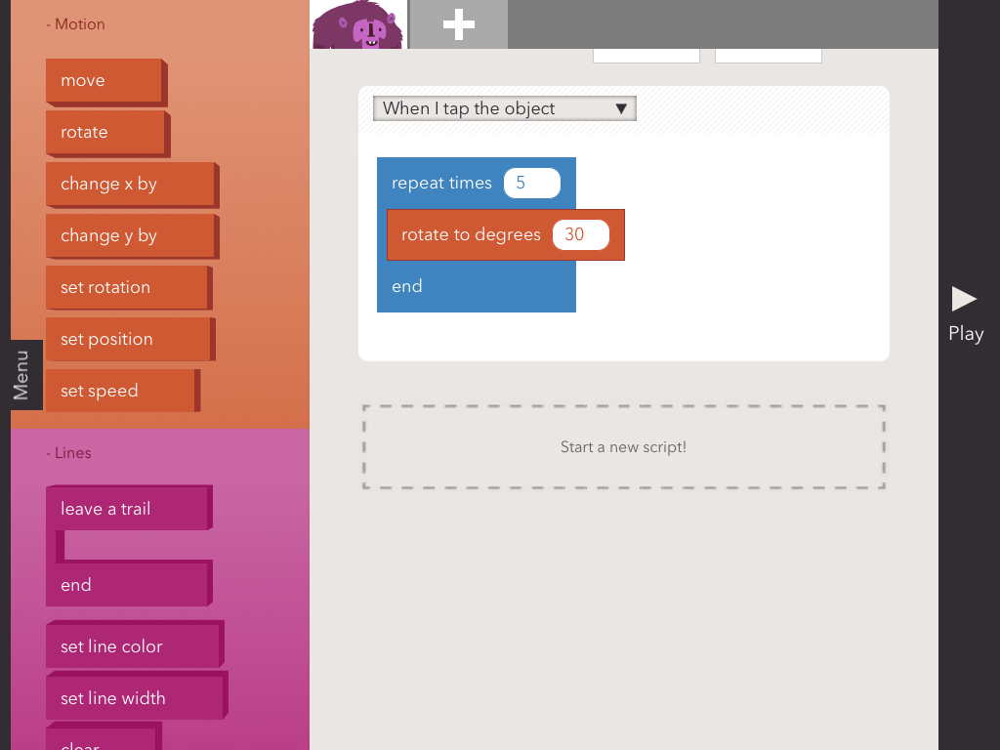 - Motion
move
rotate
change x by
change y by
set rotation
set position
set speed
Menu
- Lines
leave a trail
end
set line color
set line width
clear
When I tap the object
repeat times 5
rotate to degrees 30
end
Start a new script!
Play